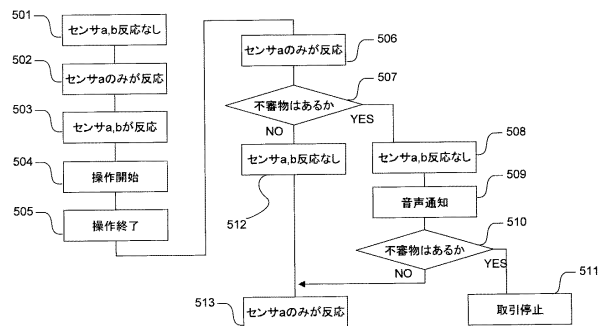 501
センサa,b反応なし
502
センサaのみが反応
503
センサa,bが反応
504
操作開始
505
操作終了
506
センサaのみが反応
507
不審物はあるか
NO
YES
センサa,b反応なし
512
508
センサa,b反応なし
509
音声通知
510
不審物はあるか
NO
YES
511
取引停止
513
センサaのみが反応